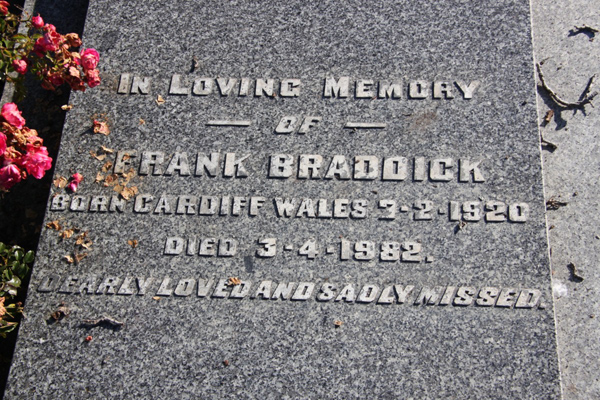 IN LOVING MEMORY
— OF —
FRANK BRADDICK
BORN CARDIFF WALES 3-2-1920
DIED 3-4-1982.
DEARLY LOVED AND SADLY MISSED.